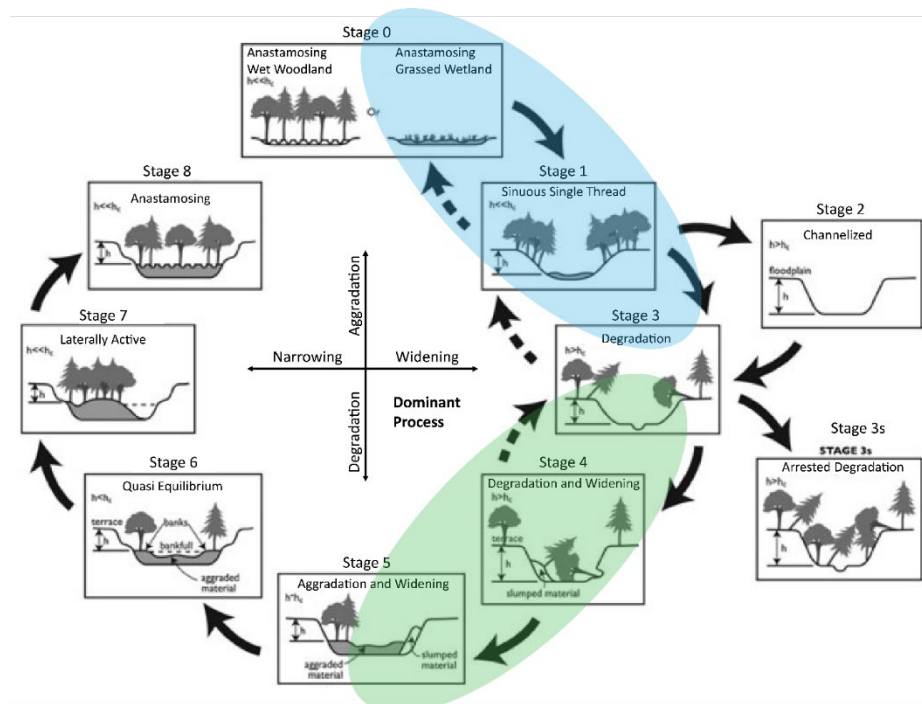 Stage 0
Anastamosing
Wet Woodland
h<<hc
Or
Anastamosing
Grassed Wetland
Stage 1
Sinuous Single Thread
h<<hc
Stage 2
Channelized
h>hc
floodplain
h
Stage 3
Degradation
h>hc
h
Stage 3s
STAGE 3s
Arrested Degradation
h>hc
h
Stage 4
Degradation and Widening
h>hc
terrace
h
slumped material
Stage 5
Aggradation and Widening
h~hc
h
aggraded
material
slumped
material
Stage 6
Quasi Equilibrium
h<hc
terrace
banks
bankfull
h
aggraded
material
Stage 7
Laterally Active
h<<hc
h
Stage 8
Anastamosing
h<<hc
h
Aggradation
Narrowing
Widening
Degradation
Dominant
Process